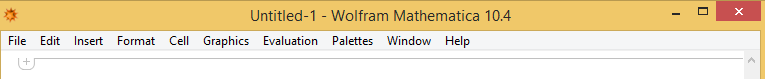 Untitled-1 - Wolfram Mathematica 10.4
File Edit Insert Format Cell Graphics Evaluation Palettes Window Help